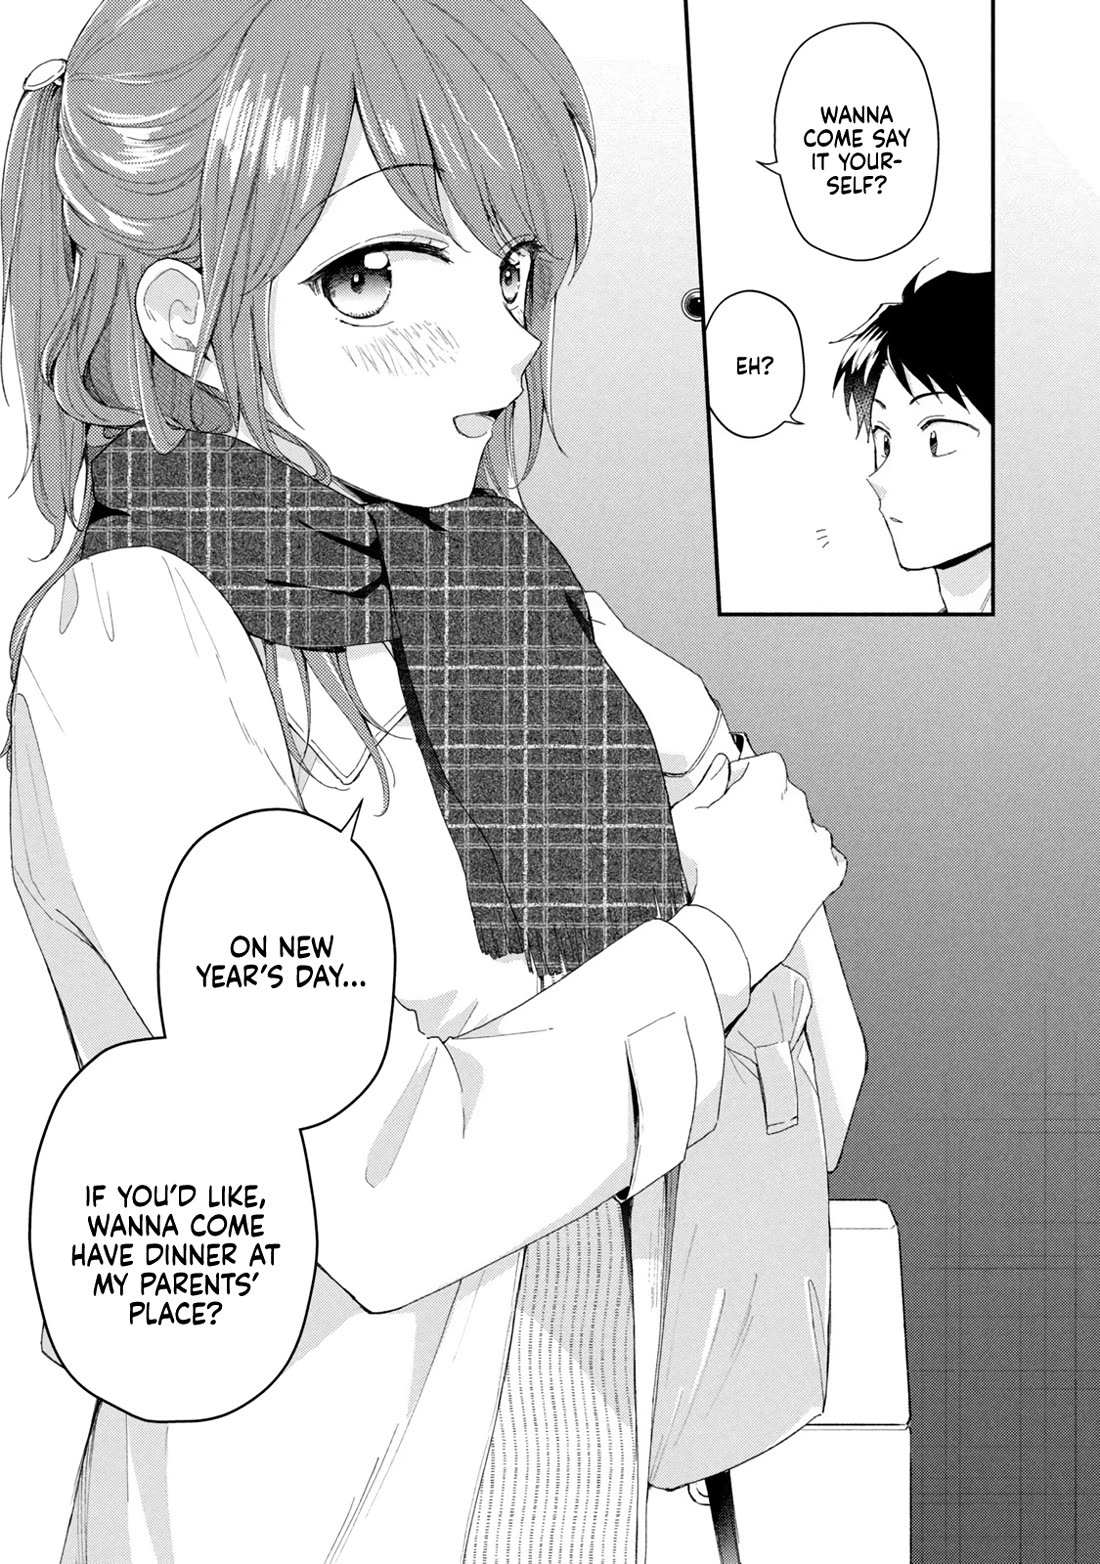 WANNA
COME SAY
IT YOUR-
SELF?
EH?
ON NEW
YEAR'S DAY...
IF YOU'D LIKE,
WANNA COME
HAVE DINNER AT
MY PARENTS'
PLACE?